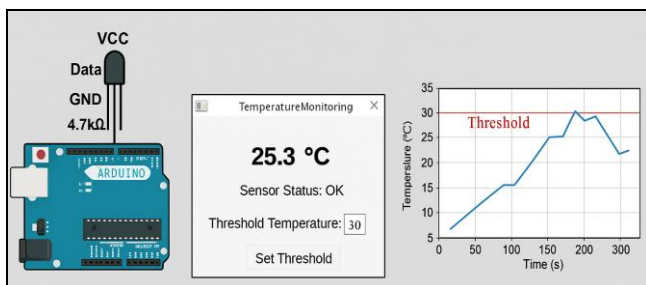 VCC
Data
GND
4.7kΩ
ARDUINO
TemperatureMonitoring
25.3 °C
Sensor Status: OK
Threshold Temperature: 30
Set Threshold
Temperslure (°C)
35
30
25
20
15
10
5
Threshold
0 50 100 150 200 250 300
Time (s)